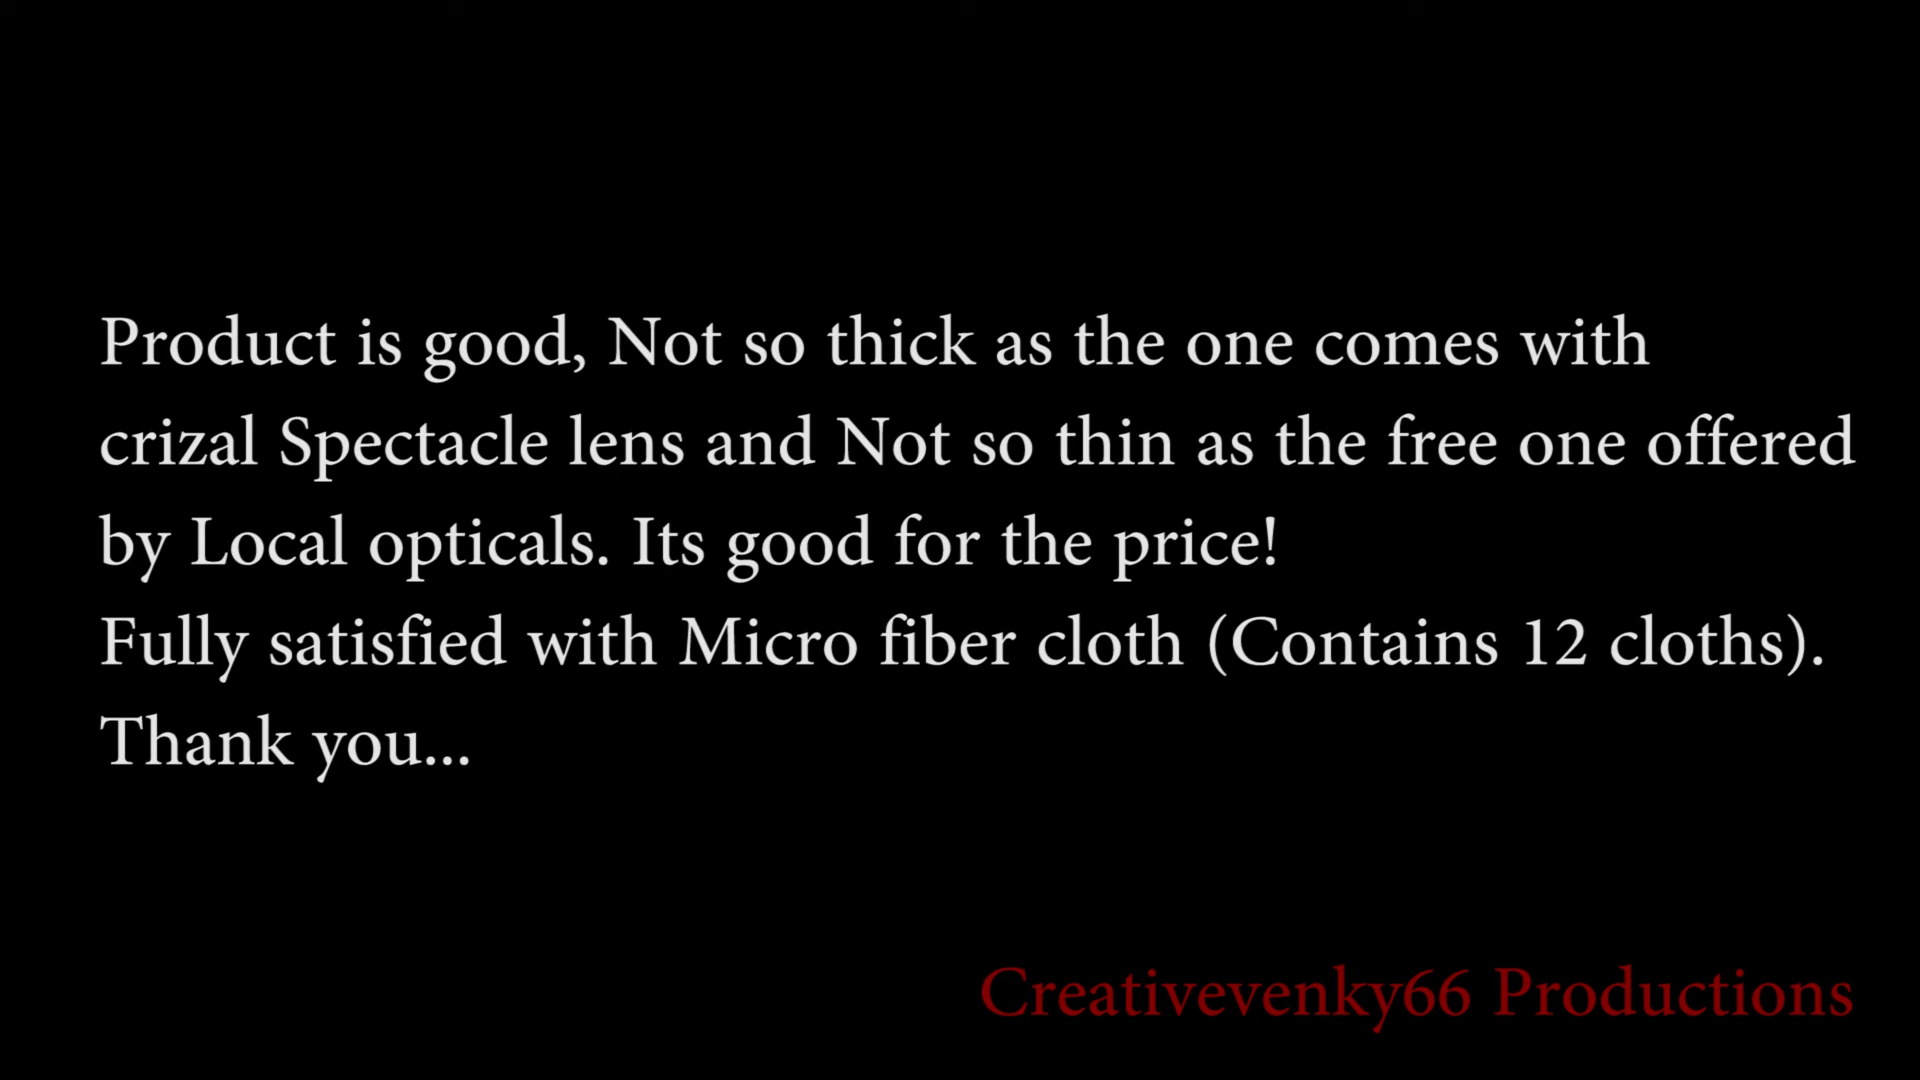 Product is good, Not so thick as the one comes with
crizal Spectacle lens and Not so thin as the free one offered
by Local opticals. Its good for the price!
Fully satisfied with Micro fiber cloth (Contains 12 cloths).
Thank you...
Creativevenky66 Productions